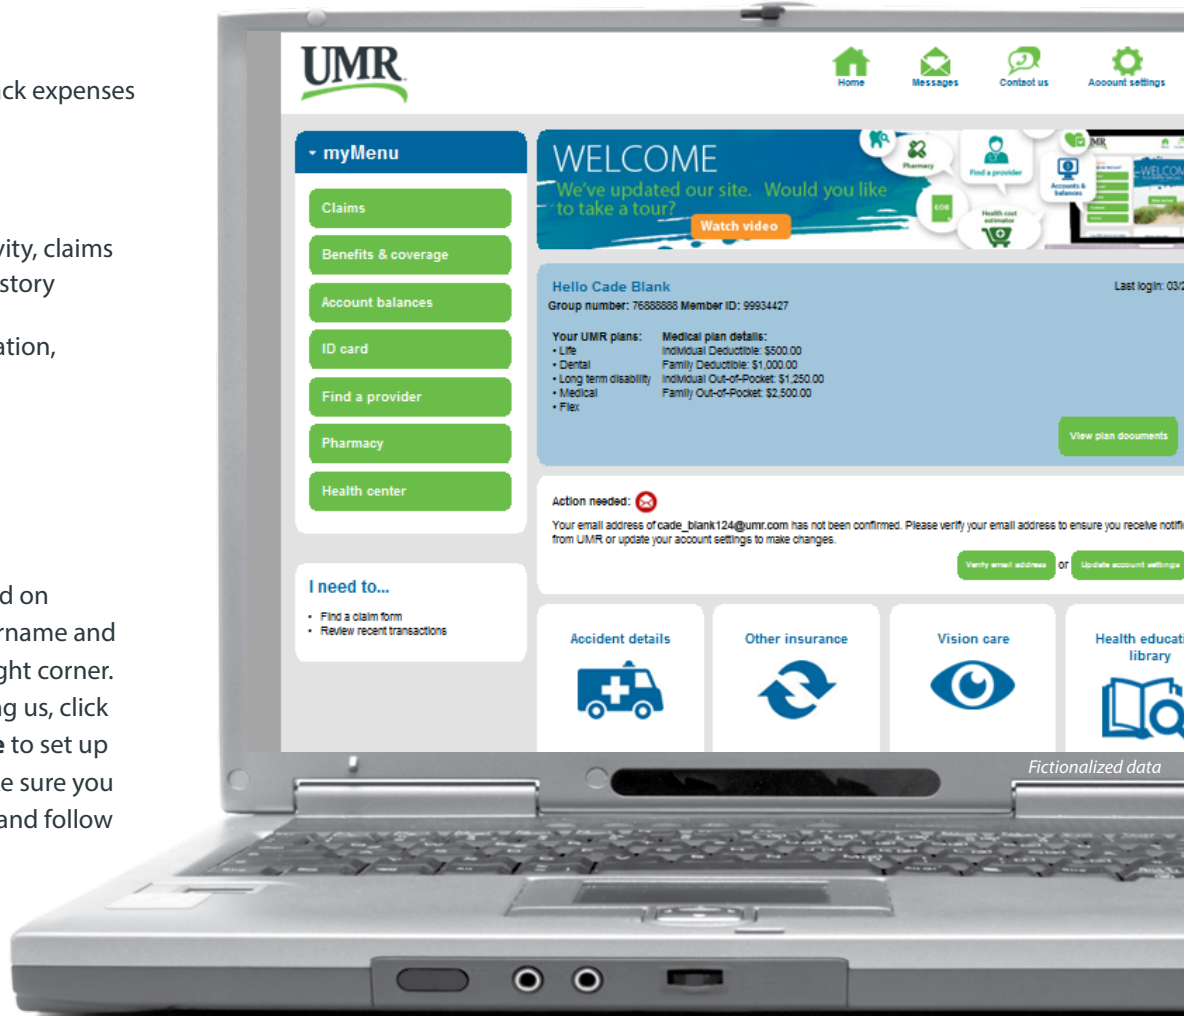 ck expenses
vity, claims
story
ation,
d on
rname and
ght corner.
ng us, click
e to set up
e sure you
and follow
UMR
Home
Messages
Contact us
Account settings
myMenu
Claims
Benefits & coverage
Account balances
ID card
Find a provider
Pharmacy
Health center
I need to...
• Find a claim form
• Review recent transactions
WELCOME
We've updated our site. Would you like
to take a tour?
Watch video
Pharmacy
Find a provider
Accounts &
balances
EOB
Health cost
estimator
UMR
WELCOM
Hello Cade Blank
Last login: 03/2
Group number: 76888888 Member ID: 99934427
Your UMR plans:
• Life
• Dental
• Long term disability
• Medical
• Flex
Medical plan details:
Individual Deductible: $500.00
Family Deductible: $1,000.00
Individual Out-of-Pocket: $1,250.00
Family Out-of-Pocket: $2,500.00
View plan documents
Action needed:
Your email address of cade_blank124@umr.com has not been confirmed. Please verify your email address to ensure you receive notific
from UMR or update your account settings to make changes.
Verify email address or Update account settings
Accident details
Other insurance
Vision care
Health educati
library
Fictionalized data